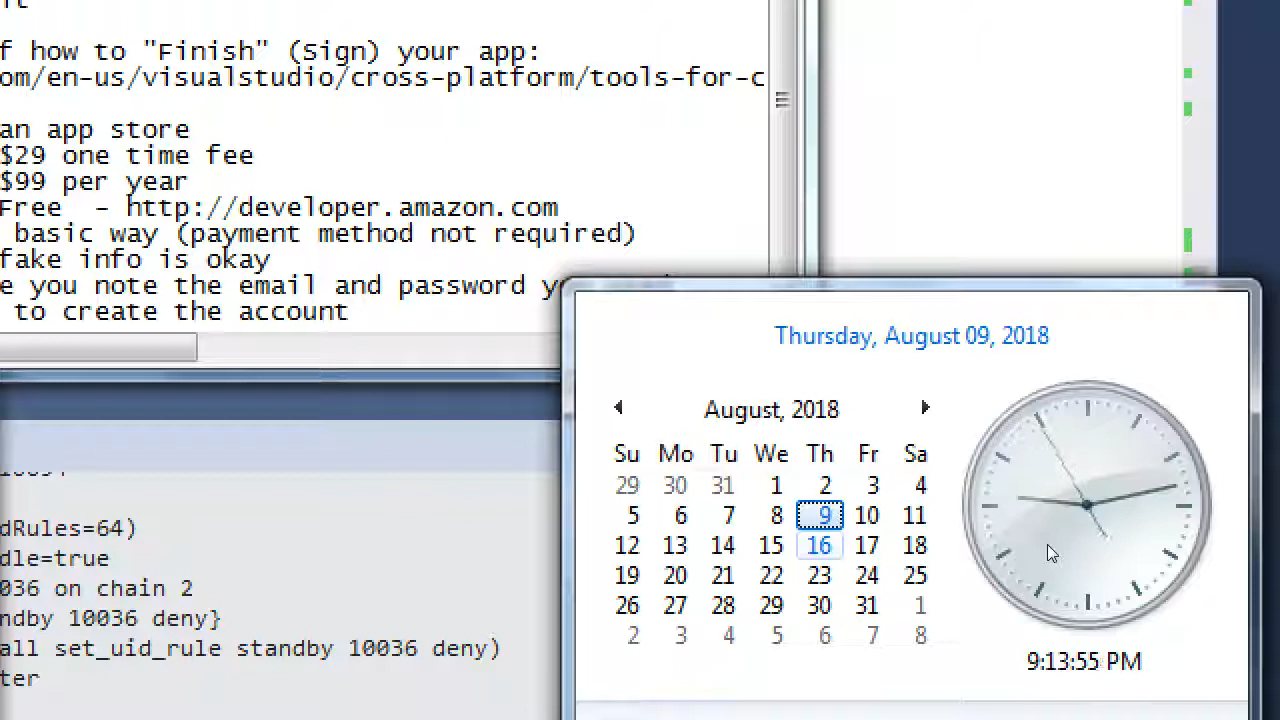 f how to "Finish" (Sign) your app:
om/en-us/visualstudio/cross-platform/tools-for-c
an app store
$29 one time fee
$99 per year
Free  - http://developer.amazon.com
basic way (payment method not required)
fake info is okay
e you note the email and password
to create the account
dRules=64)
dle=true
036 on chain 2
ndby 10036 deny}
all set_uid_rule standby 10036 deny)
ter
Thursday, August 09, 2018
August, 2018
Su Mo Tu We Th Fr Sa
29 30 31 1 2 3 4
5 6 7 8 9 10 11
12 13 14 15 16 17 18
19 20 21 22 23 24 25
26 27 28 29 30 31 1
2 3 4 5 6 7 8
9:13:55 PM